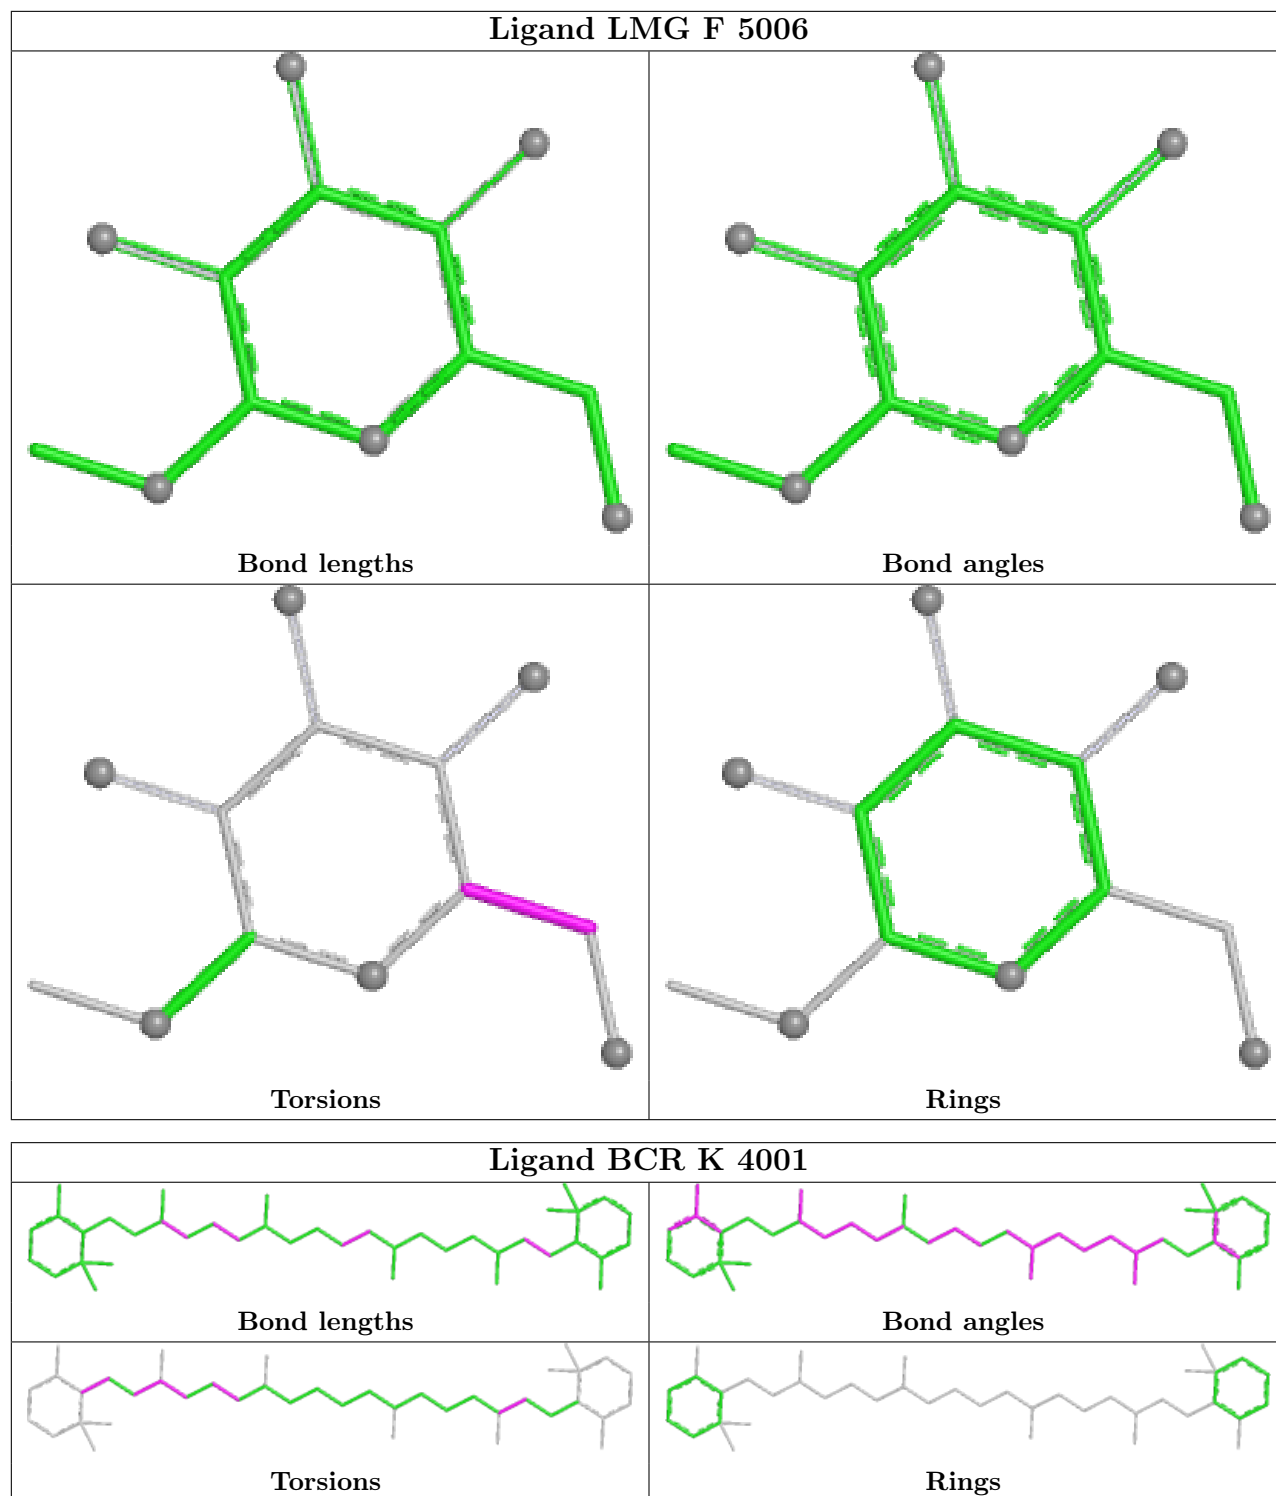 Ligand LMG F 5006
Bond lengths
Bond angles
Torsions
Rings
Ligand BCR K 4001
Bond lengths
Bond angles
Torsions
Rings